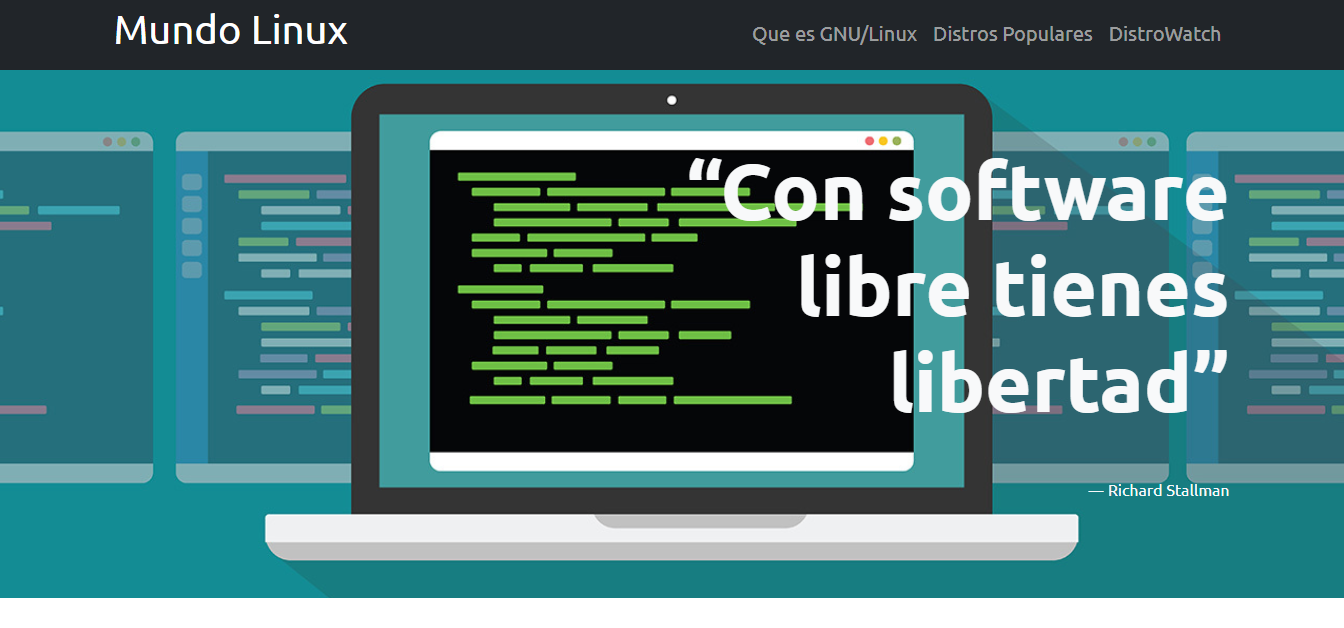 Mundo Linux
Que es GNU/Linux Distros Populares DistroWatch
“Con software
libre tienes
libertad”
— Richard Stallman